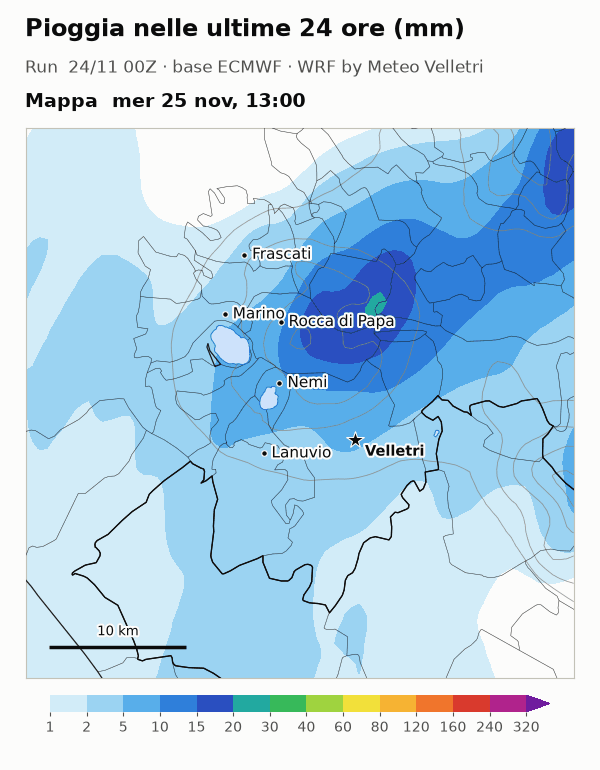 Pioggia nelle ultime 24 ore (mm)
Run 24/11 00Z · base ECMWF · WRF by Meteo Velletri
Mappa mer 25 nov, 13:00
Frascati
Marino
Rocca di Papa
Nemi
Velletri
Lanuvio
10 km
1 2 5 10 15 20 30 40 60 80 120 160 240 320